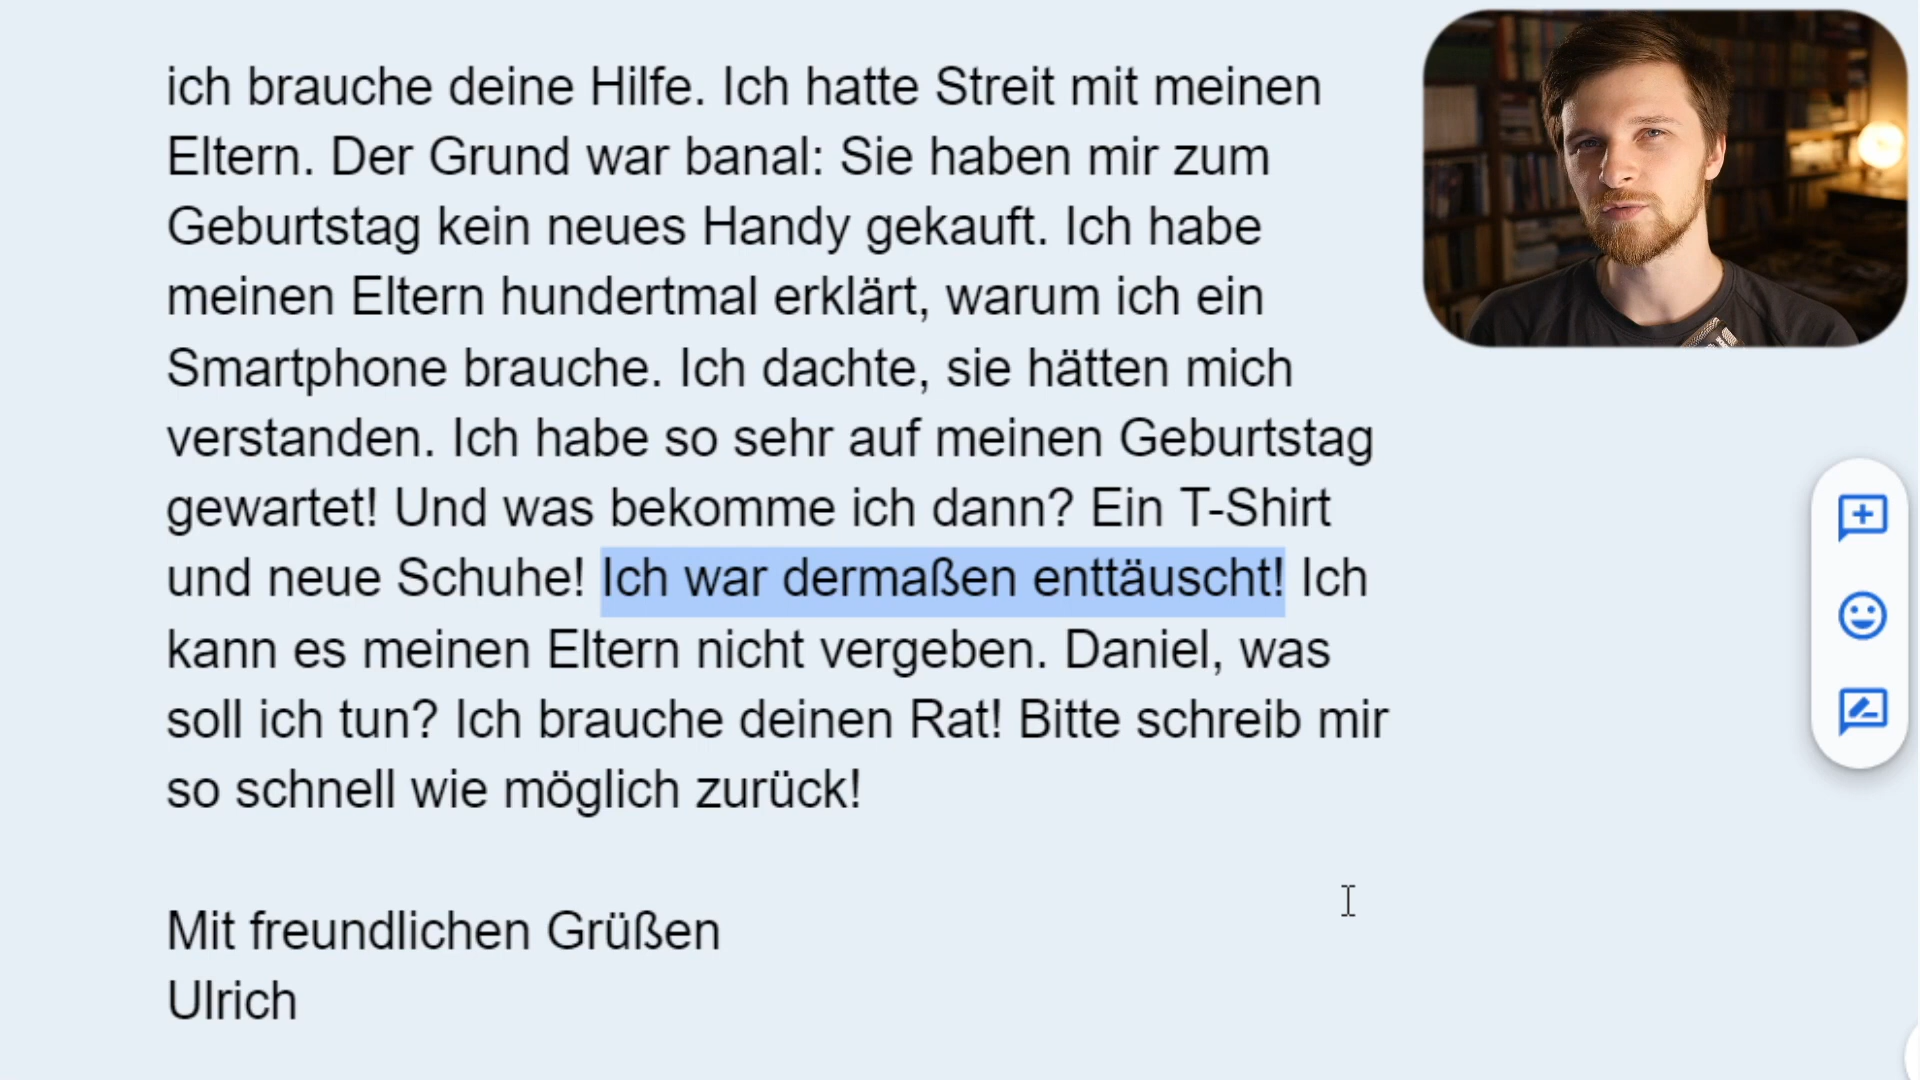 ich brauche deine Hilfe. Ich hatte Streit mit meinen
Eltern. Der Grund war banal: Sie haben mir zum
Geburtstag kein neues Handy gekauft. Ich habe
meinen Eltern hundertmal erklärt, warum ich ein
Smartphone brauche. Ich dachte, sie hätten mich
verstanden. Ich habe so sehr auf meinen Geburtstag
gewartet! Und was bekomme ich dann? Ein T-Shirt
und neue Schuhe! Ich war dermaßen enttäuscht! Ich
kann es meinen Eltern nicht vergeben. Daniel, was
soll ich tun? Ich brauche deinen Rat! Bitte schreib mir
so schnell wie möglich zurück!
Mit freundlichen Grüßen
Ulrich